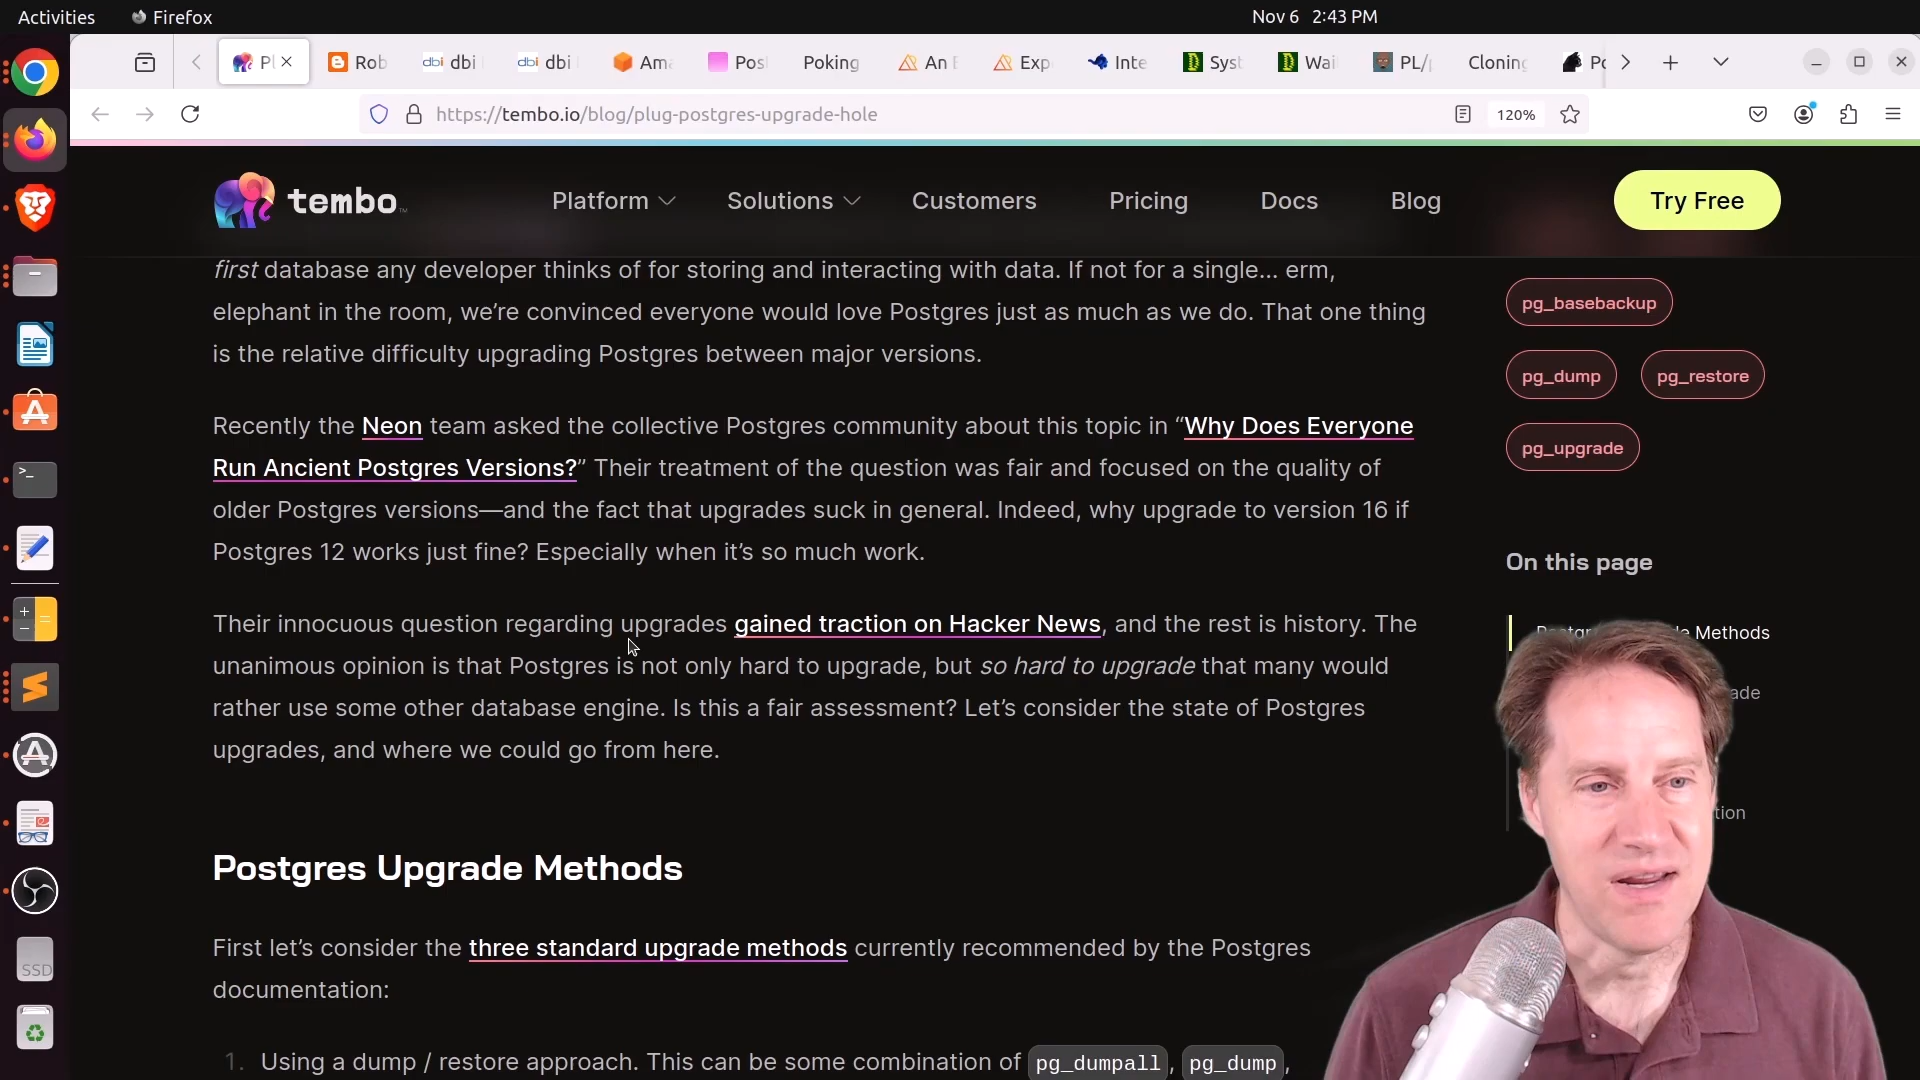 Activities
Firefox
Nov 6 2:43 PM
Pl
Rob
dbi dbi
dbi dbi
Ama
Pos
Poking
An E
Exp
Inte
Syst
Wai
PL/p
Cloning
Po
https://tembo.io/blog/plug-postgres-upgrade-hole
120%
tembo
Platform
Solutions
Customers
Pricing
Docs
Blog
Try Free
first database any developer thinks of for storing and interacting with data. If not for a single... erm,
elephant in the room, we’re convinced everyone would love Postgres just as much as we do. That one thing
is the relative difficulty upgrading Postgres between major versions.
Recently the Neon team asked the collective Postgres community about this topic in “Why Does Everyone
Run Ancient Postgres Versions?” Their treatment of the question was fair and focused on the quality of
older Postgres versions—and the fact that upgrades suck in general. Indeed, why upgrade to version 16 if
Postgres 12 works just fine? Especially when it’s so much work.
Their innocuous question regarding upgrades gained traction on Hacker News, and the rest is history. The
unanimous opinion is that Postgres is not only hard to upgrade, but so hard to upgrade that many would
rather use some other database engine. Is this a fair assessment? Let’s consider the state of Postgres
upgrades, and where we could go from here.
Postgres Upgrade Methods
First let’s consider the three standard upgrade methods currently recommended by the Postgres
documentation:
1. Using a dump / restore approach. This can be some combination of pg_dumpall, pg_dump,
pg_basebackup
pg_dump
pg_restore
pg_upgrade
On this page
Methods
SSD